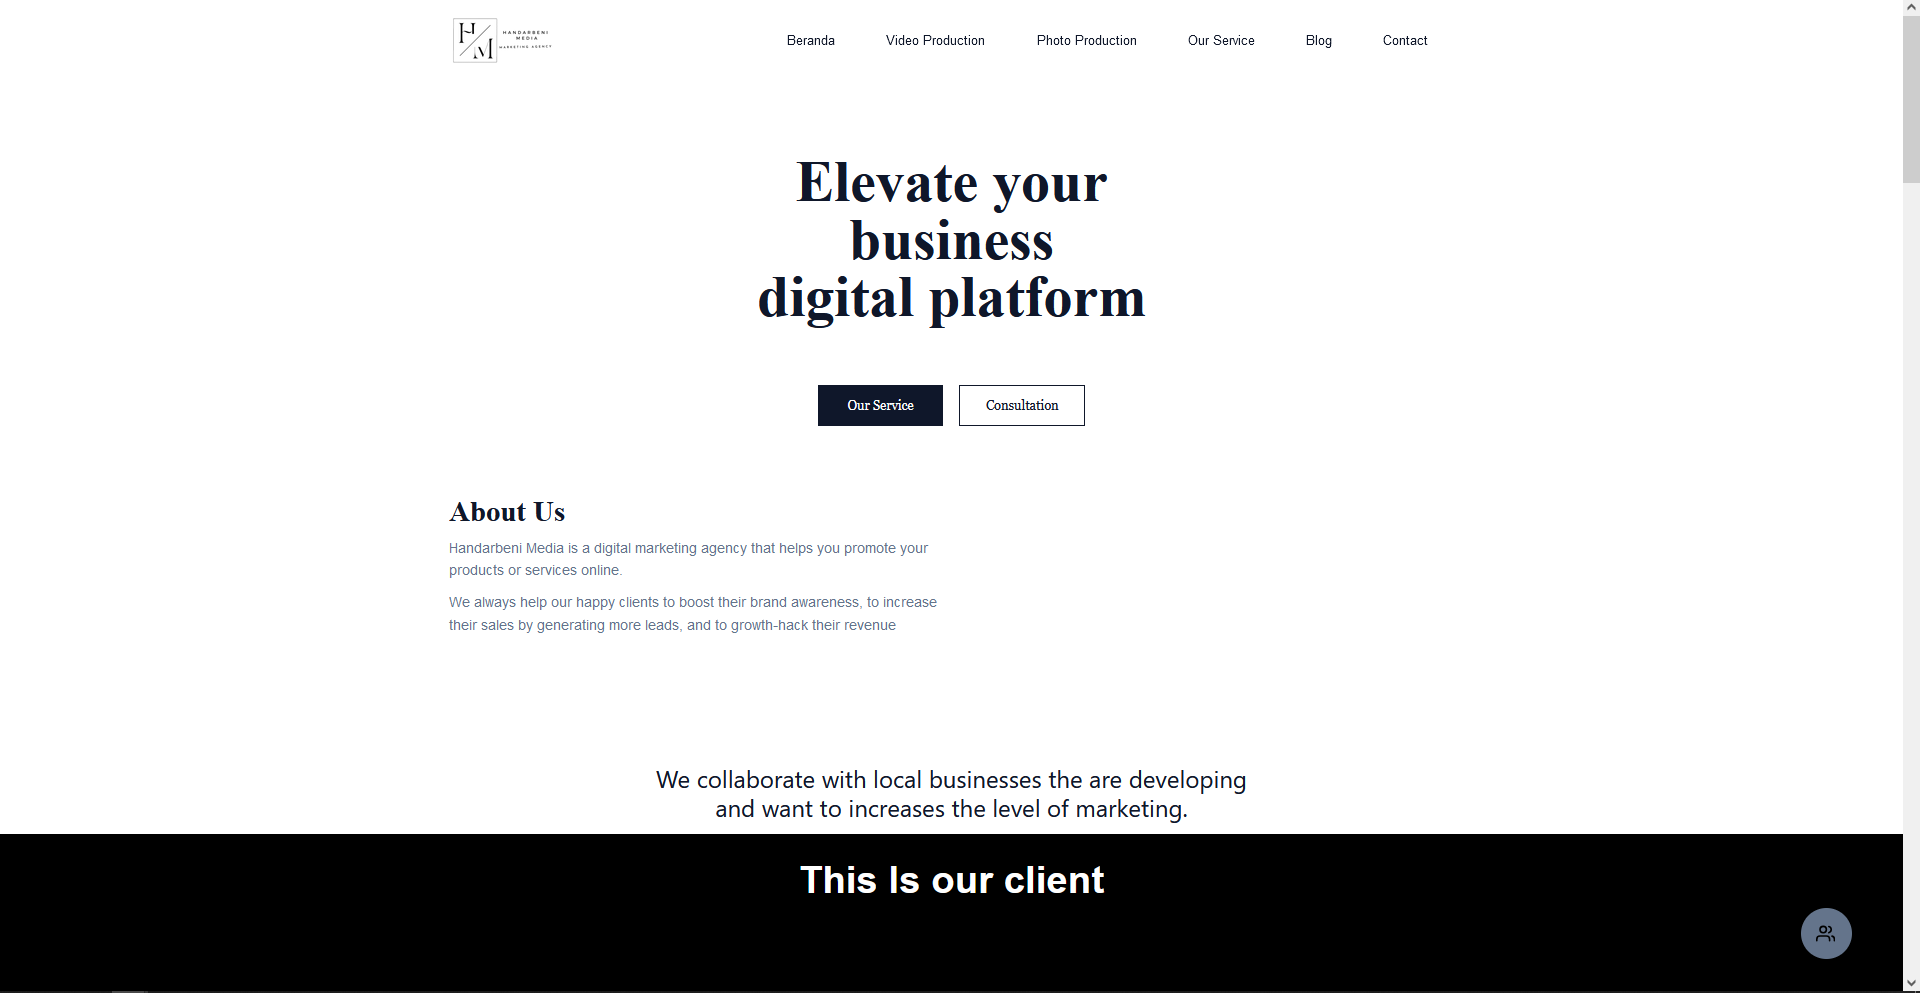 HM
HANDARBENI
MEDIA
MARKETING AGENCY
Beranda Video Production Photo Production Our Service Blog Contact
Elevate your
business
digital platform
Our Service Consultation
About Us
Handarbeni Media is a digital marketing agency that helps you promote your
products or services online.
We always help our happy clients to boost their brand awareness, to increase
their sales by generating more leads, and to growth-hack their revenue
We collaborate with local businesses the are developing
and want to increases the level of marketing.
This Is our client